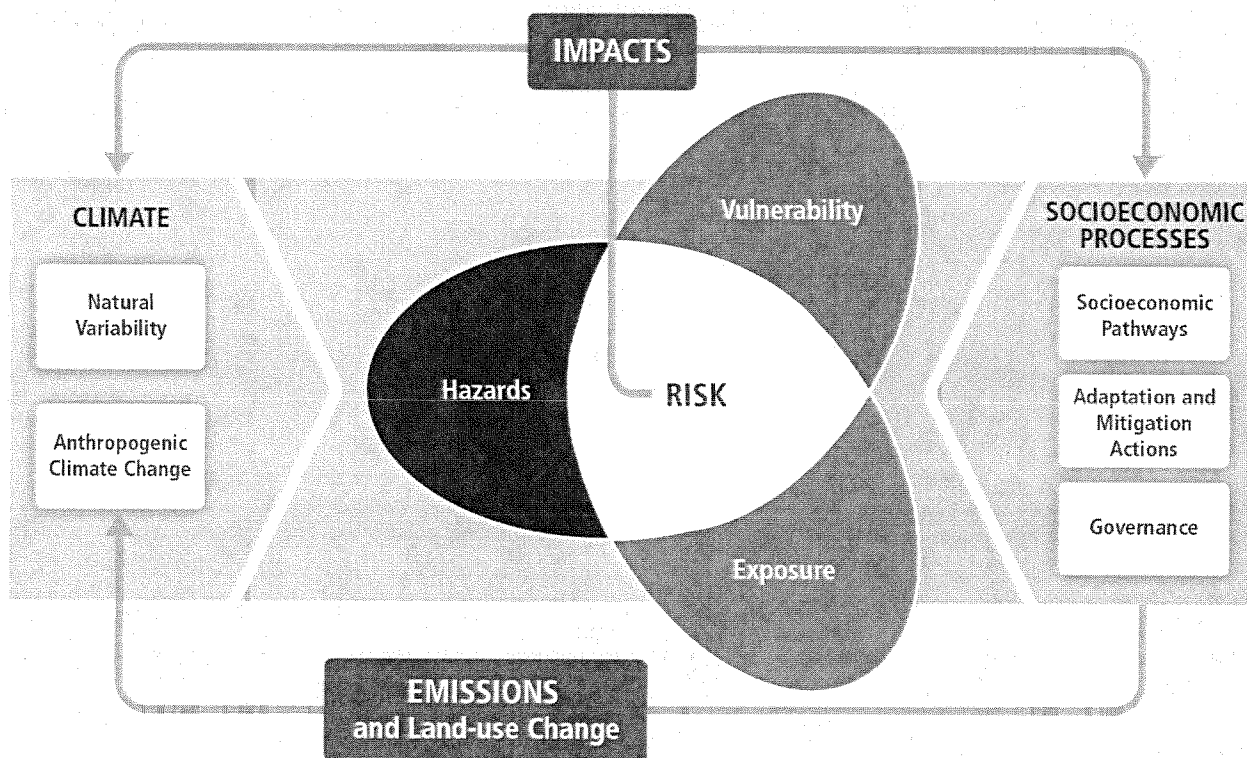 IMPACTS
CLIMATE
Natural
Variability
Anthropogenic
Climate Change
Vulnerability
Hazards
RISK
Exposure
SOCIOECONOMIC
PROCESSES
Socioeconomic
Pathways
Adaptation and
Mitigation
Actions
Governance
EMISSIONS
and Land-use Change